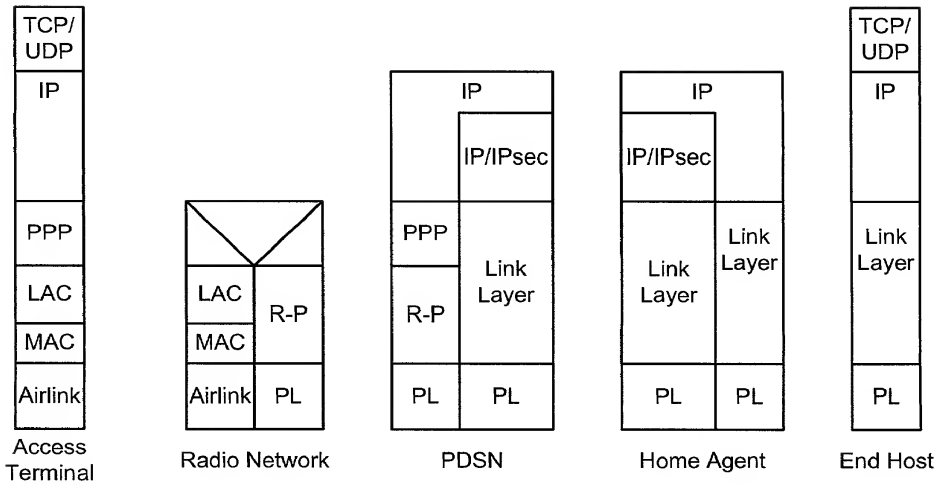 TCP/
UDP
IP
PPP
LAC
MAC
Airlink
Access
Terminal
LAC
MAC
Airlink
R-P
PL
Radio Network
IP
IP/IPsec
PPP
R-P
Link
Layer
PL
PL
PDSN
IP
IP/IPsec
Link
Layer
Link
Layer
PL
PL
Home Agent
TCP/
UDP
IP
Link
Layer
PL
End Host